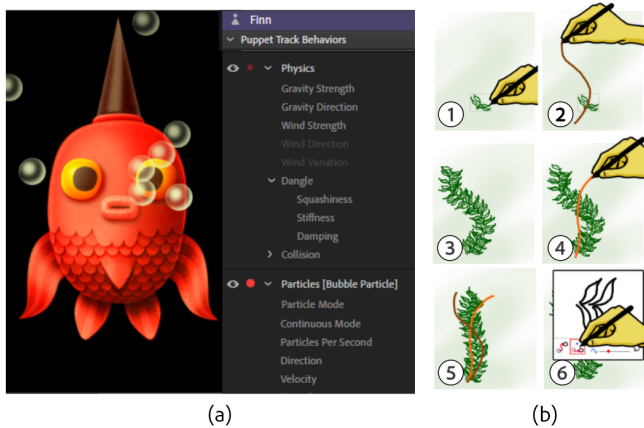 Finn
Puppet Track Behaviors
Physics
Gravity Strength
Gravity Direction
Wind Strength
Wind Direction
Wind Variation
Dangle
Squashiness
Stiffness
Damping
Collision
Particles [Bubble Particle]
Particle Mode
Continuous Mode
Particles Per Second
Direction
Velocity
(a)
1
2
3
4
5
6
(b)